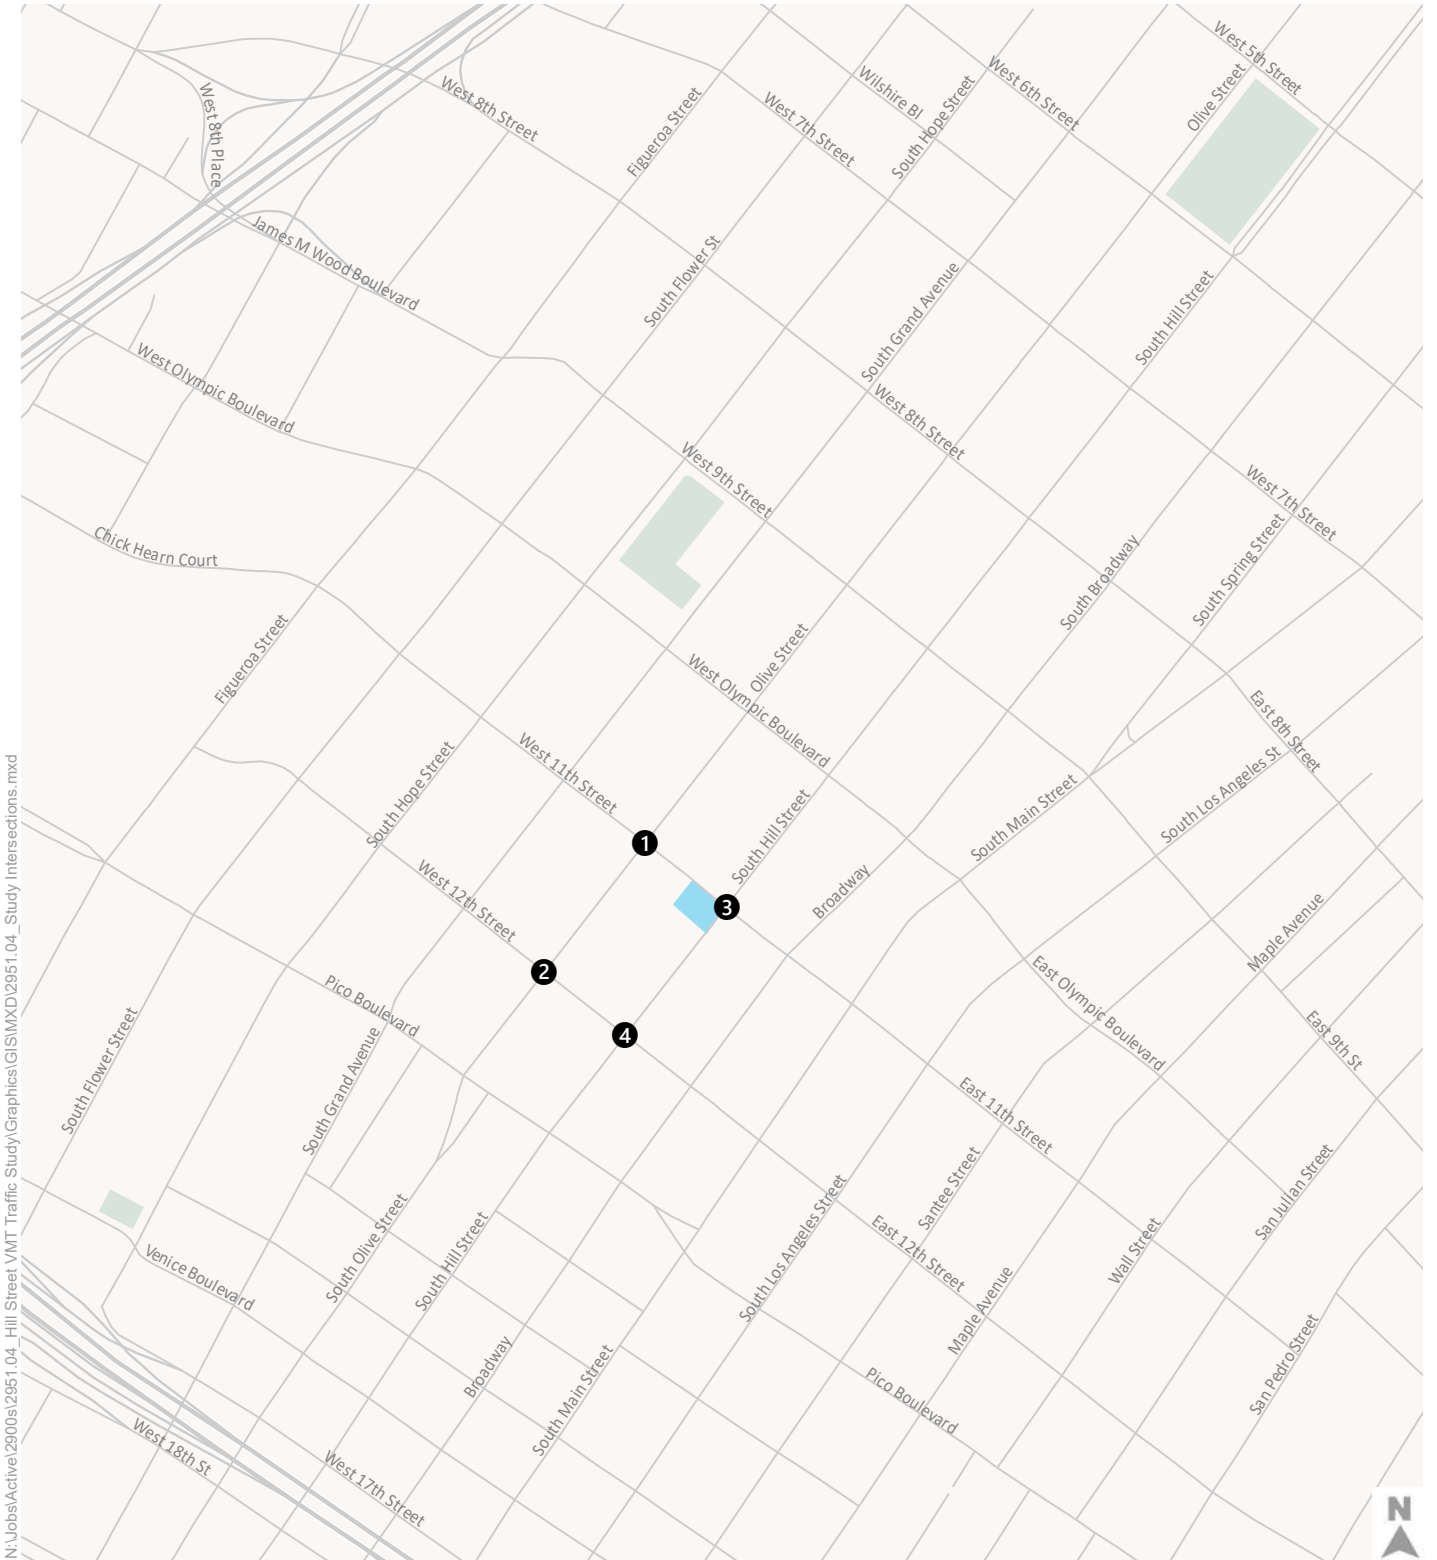 West 5th Street
Olive Street
West 6th Street
Wilshire Bl
South Hope Street
West 7th Street
Figueroa Street
West 8th Street
West 8th Place
James M Wood Boulevard
South Flower St
South Grand Avenue
South Hill Street
West Olympic Boulevard
West 8th Street
West 9th Street
West 7th Street
South Spring Street
South Broadway
Chick Hearn Court
Figueroa Street
Olive Street
West Olympic Boulevard
East 8th Street
South Los Angeles St
South Main Street
West 11th Street
South Hope Street
South Hill Street
1
Broadway
West 12th Street
3
Maple Avenue
2
East Olympic Boulevard
Pico Boulevard
4
East 9th St
South Flower Street
South Grand Avenue
East 11th Street
Santee Street
San Julian Street
South Los Angeles Street
East 12th Street
Wall Street
South Olive Street
South Hill Street
Venice Boulevard
Maple Avenue
San Pedro Street
Broadway
South Main Street
Pico Boulevard
West 18th St
West 17th Street
N
N:\Jobs\Active\2900s\2951.04_Hill Street VMT Traffic Study\Graphics\GIS\MXD\2951.04_Study Intersections.mxd